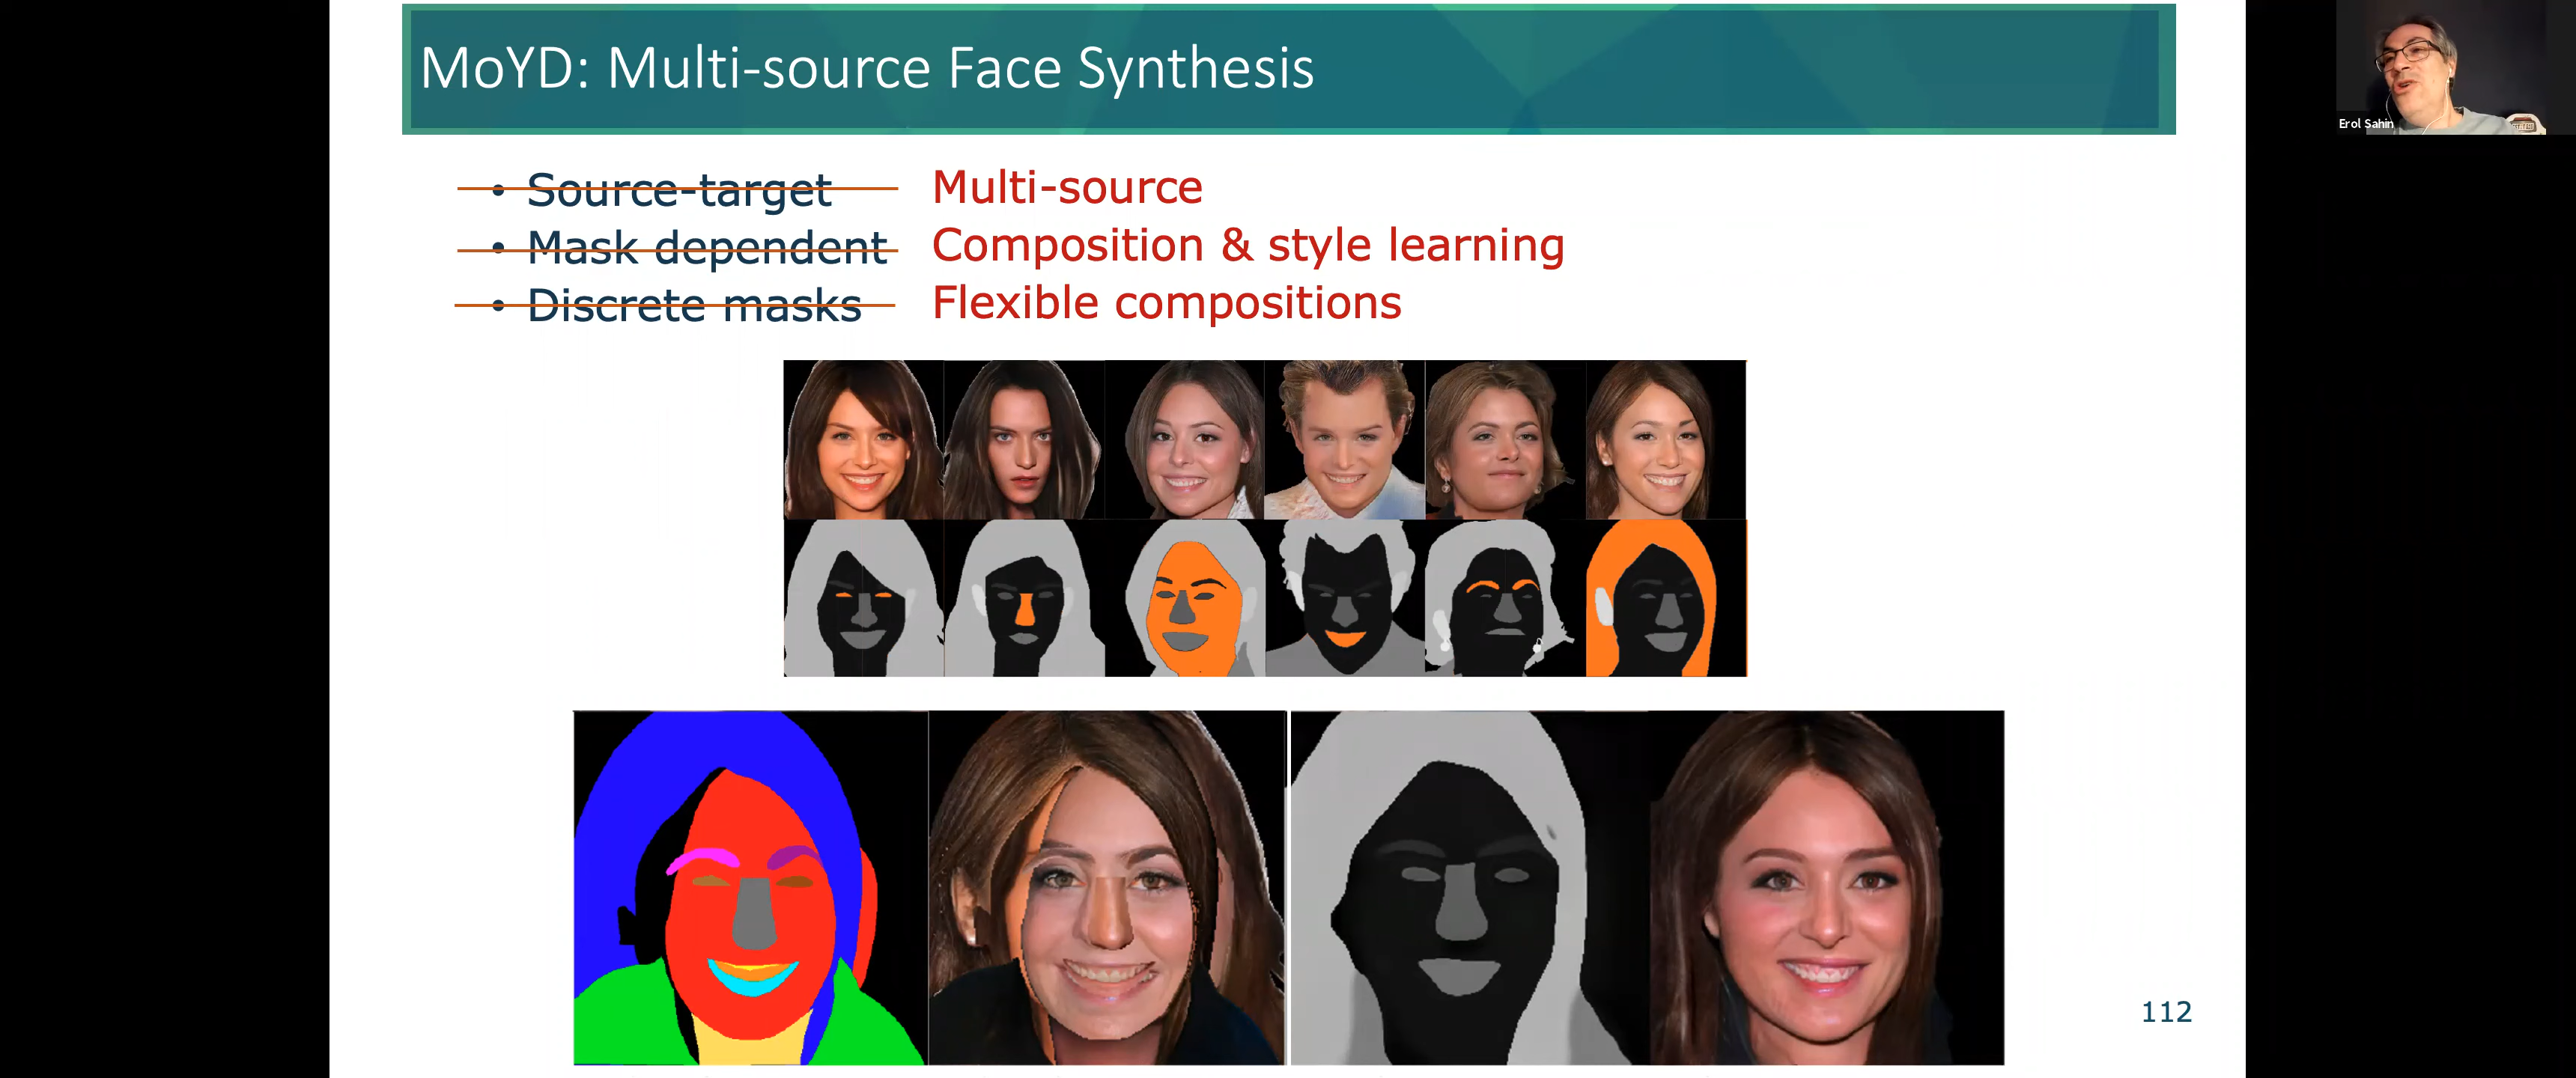 MoYD: Multi-source Face Synthesis
Erol Sahin
• Source-target Multi-source
• Mask dependent Composition & style learning
• Discrete masks Flexible compositions
112